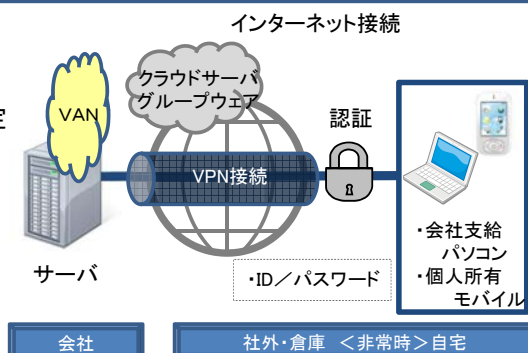 インターネット接続
クラウドサーバ
グループウェア
定
VAN
認証
VPN接続
サーバ
・ID／パスワード
・会社支給
パソコン
・個人所有
モバイル
会社
社外・倉庫 ＜非常時＞自宅